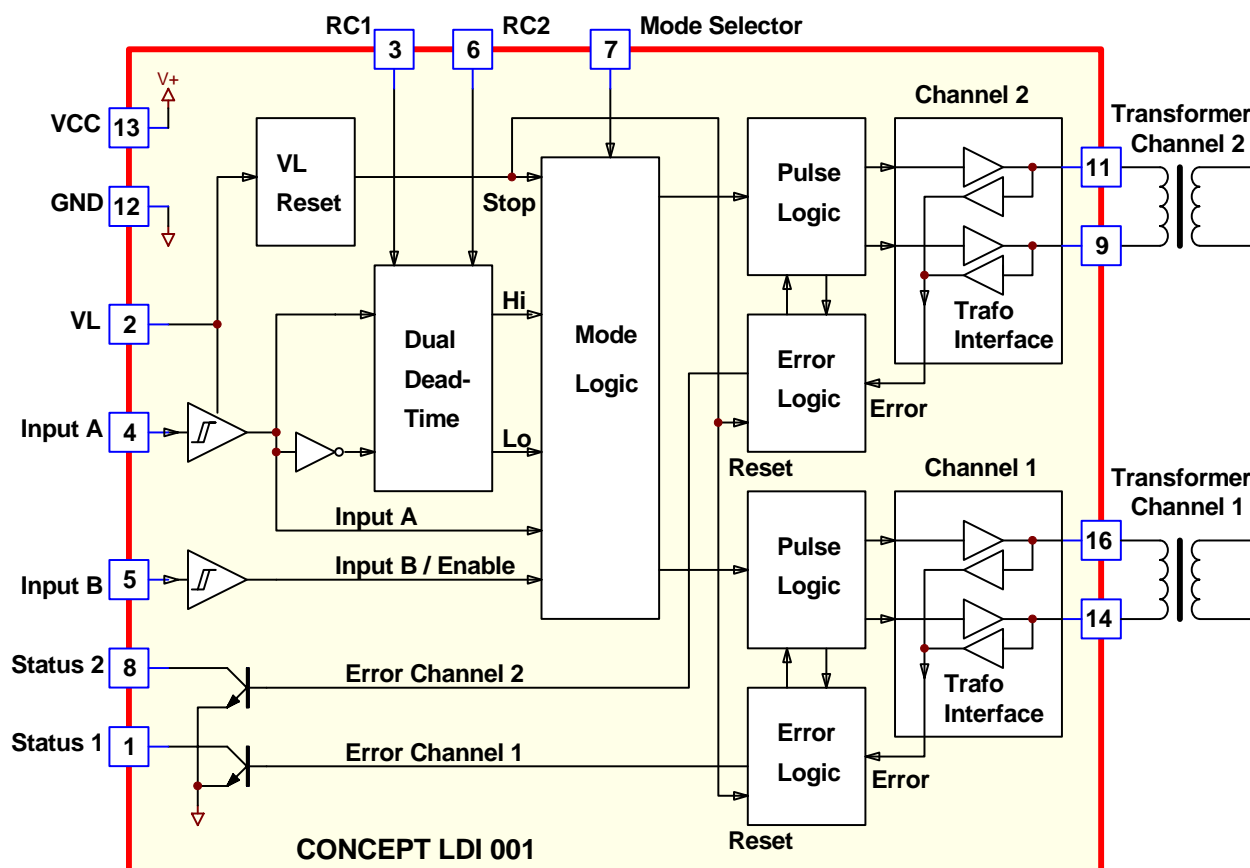 RC1
RC2
Mode Selector
3
6
7
V+
VCC
13
GND
12
VL
2
Input A
4
Input B
5
Status 2
8
Status 1
1
VL
Reset
Stop
Dual
Dead-
Time
Hi
Lo
Input A
Input B / Enable
Mode
Logic
Error Channel 2
Error Channel 1
Channel 2
Pulse
Logic
Trafo
Interface
Error
Logic
Error
Reset
11
9
Transformer
Channel 2
Channel 1
Pulse
Logic
Trafo
Interface
Error
Logic
Error
Reset
16
14
Transformer
Channel 1
CONCEPT LDI 001